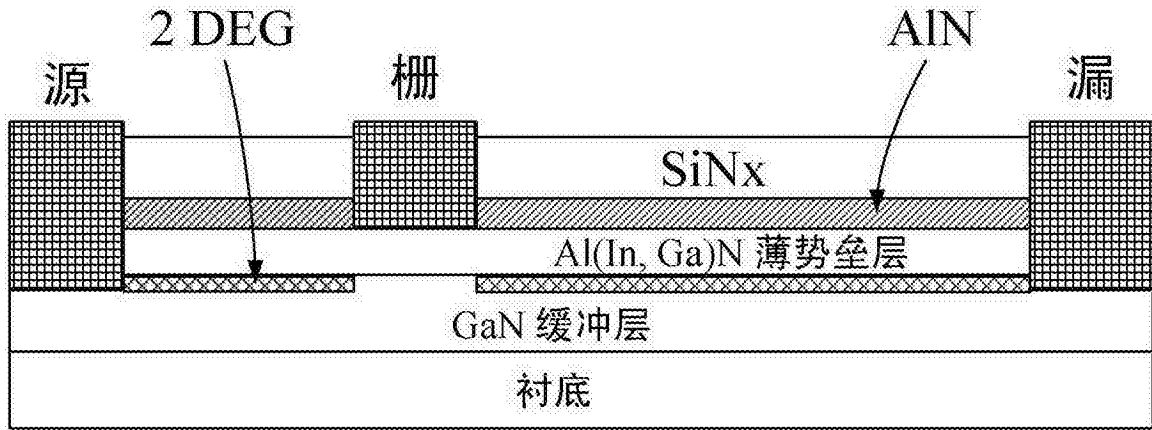 2 DEG
AlN
源
栅
漏
SiNx
Al(In, Ga)N 薄势垒层
GaN 缓冲层
衬底